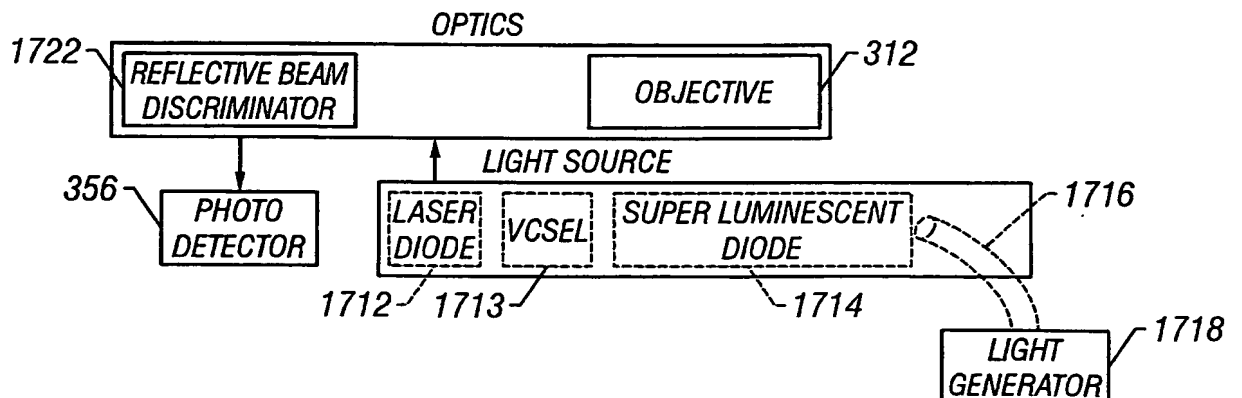 OPTICS
1722
REFLECTIVE BEAM
DISCRIMINATOR
OBJECTIVE
312
LIGHT SOURCE
356
PHOTO
DETECTOR
LASER
DIODE
VCSEL
SUPER LUMINESCENT
DIODE
1716
1712
1713
1714
LIGHT
GENERATOR
1718